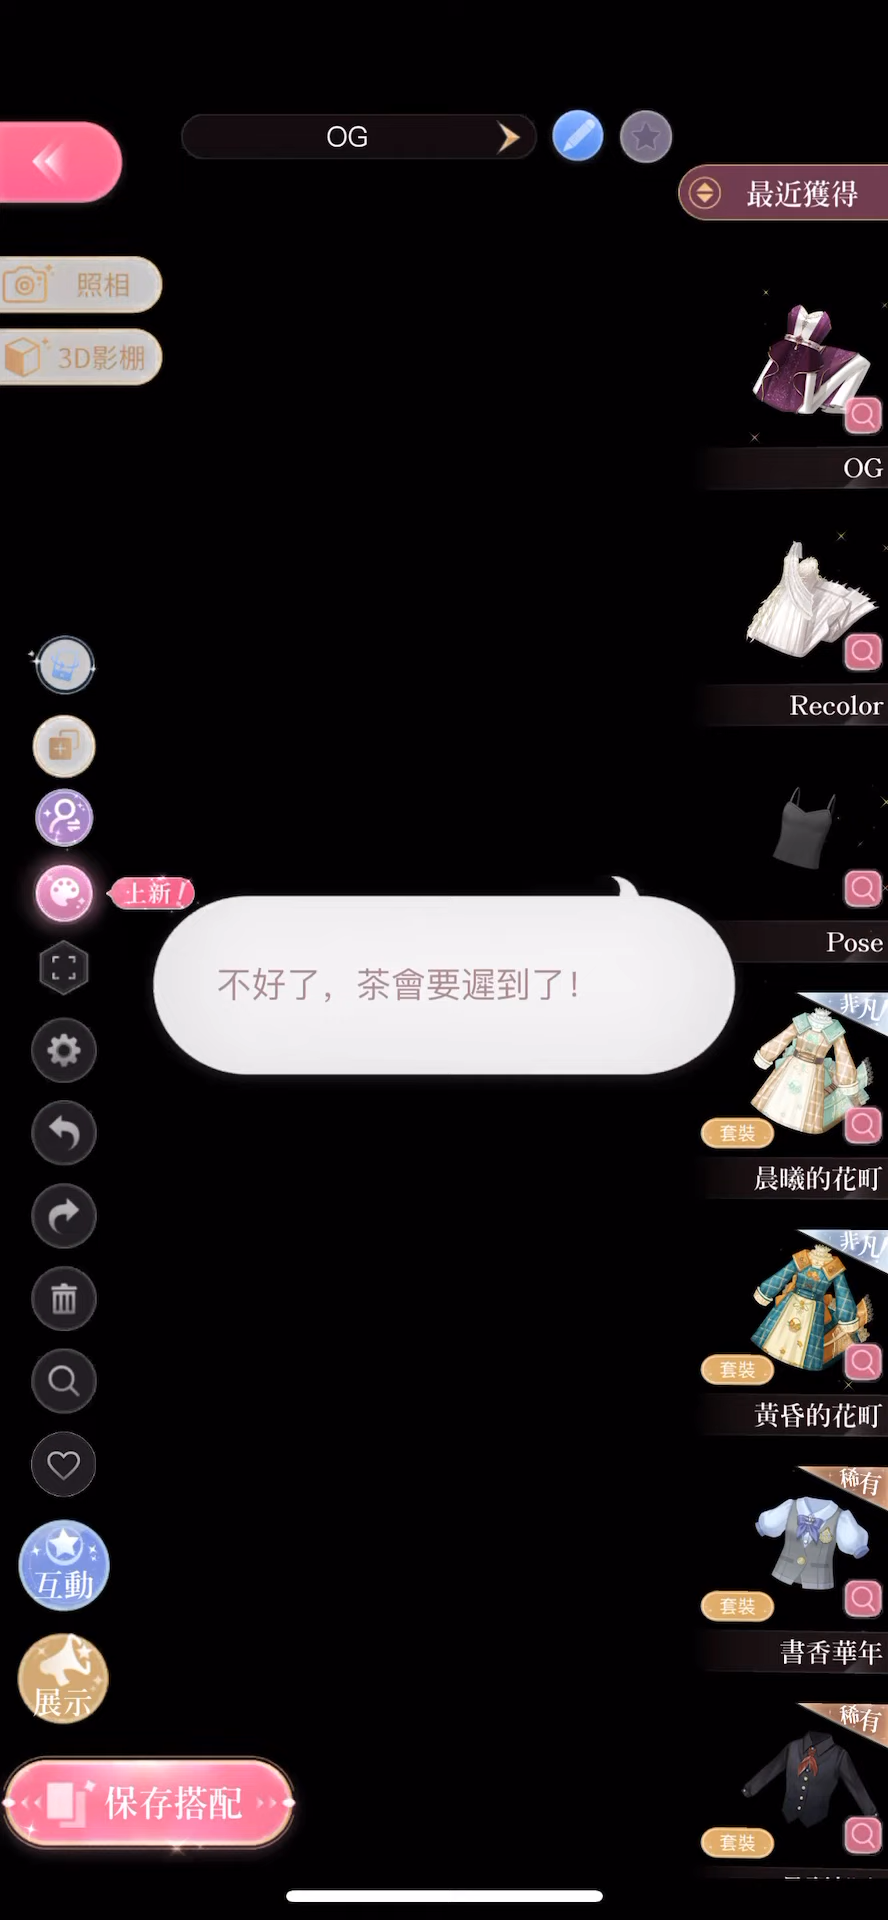 OG
最近獲得
照相
3D影棚
OG
Recolor
上新!
Pose
不好了，茶會要遲到了!
非凡
套裝
晨曦的花町
非凡
套裝
黃昏的花町
稀有
套裝
書香華年
稀有
套裝
互動
展示
保存搭配